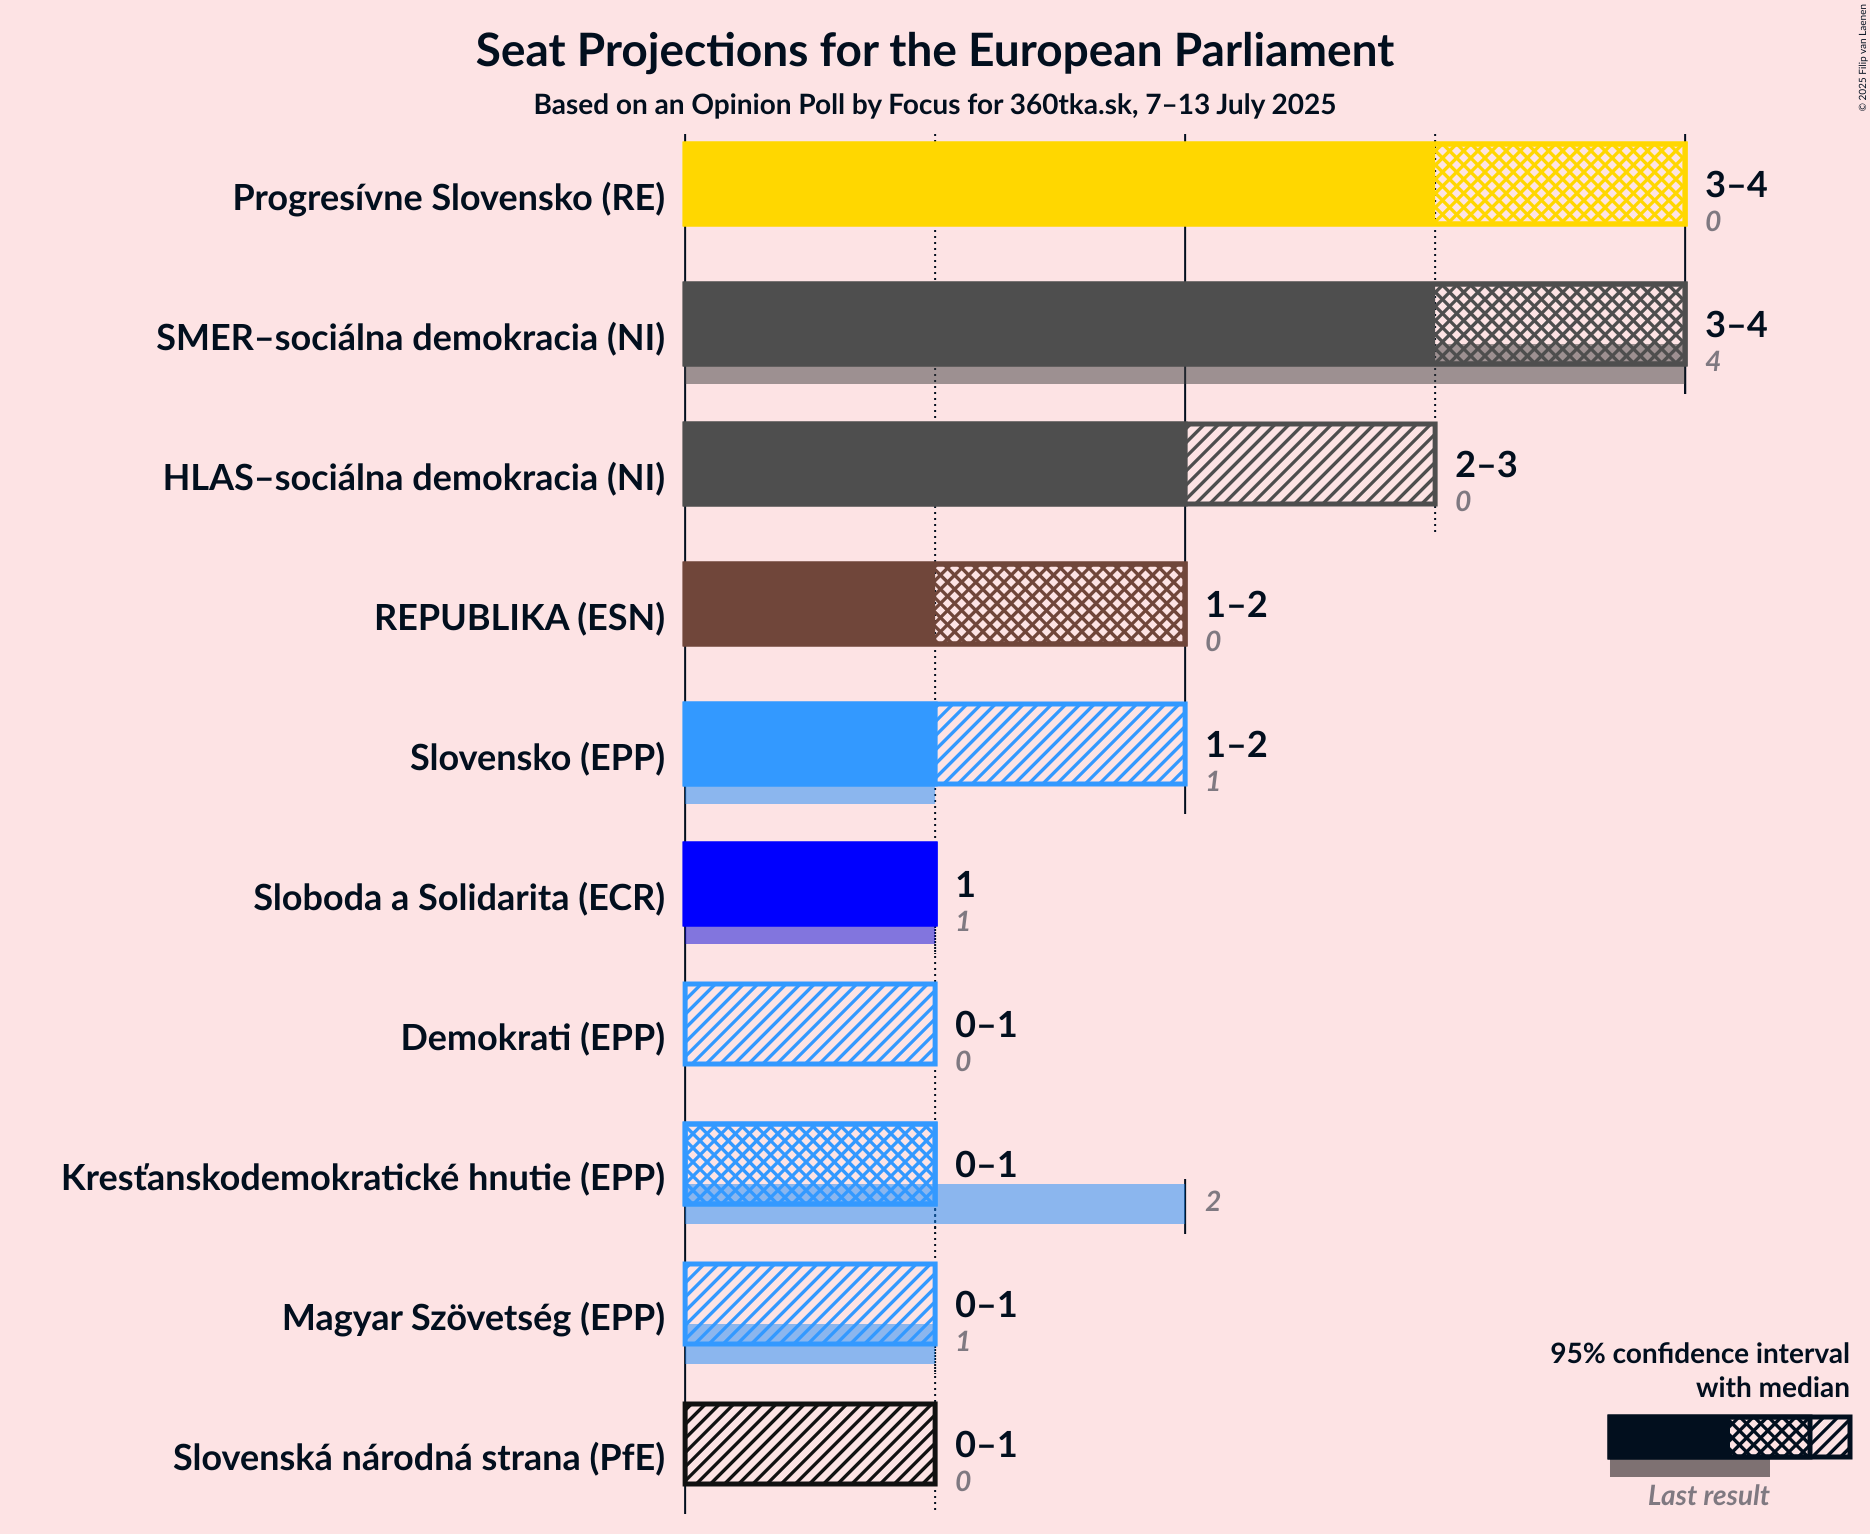 Seat Projections for the European Parliament
Based on an Opinion Poll by Focus for 360tka.sk, 7–13 July 2025
© 2025 Filip van Laenen
Progresívne Slovensko (RE)
3–4
0
SMER–sociálna demokracia (NI)
3–4
4
HLAS–sociálna demokracia (NI)
2–3
0
REPUBLIKA (ESN)
1–2
0
Slovensko (EPP)
1–2
1
Sloboda a Solidarita (ECR)
1
1
Demokrati (EPP)
0–1
0
Kresťanskodemokratické hnutie (EPP)
0–1
2
Magyar Szövetség (EPP)
0–1
1
Slovenská národná strana (PfE)
0–1
0
95% confidence interval
with median
Last result